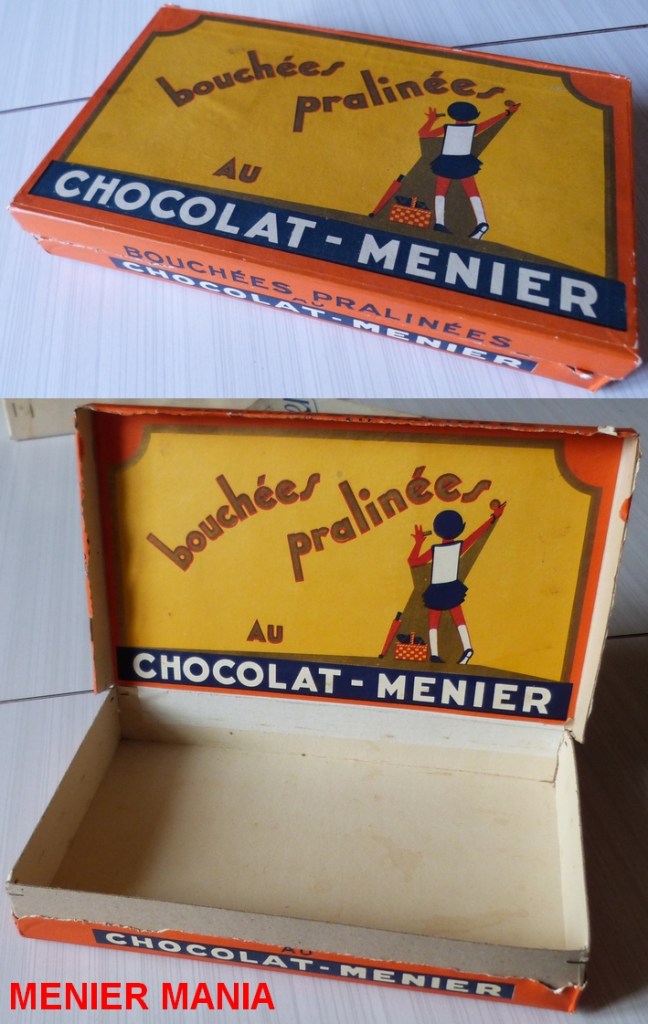 bouchées
pralinées
AU
CHOCOLAT - MENIER
BOUCHÉES PRALINÉES
AU
CHOCOLAT - MENIER
bouchées
pralinées
AU
CHOCOLAT - MENIER
AU
CHOCOLAT - MENIER
MENIER MANIA